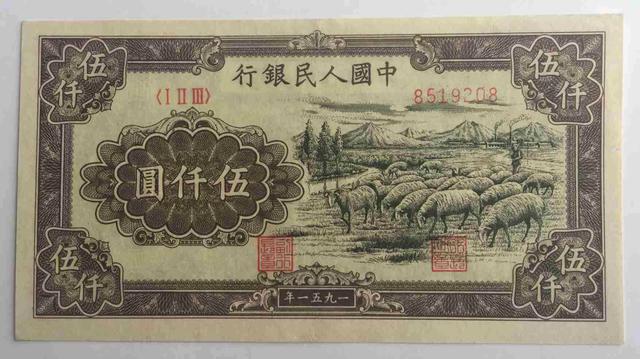 中國人民銀行
伍仟
伍仟
〈I II III〉
8519208
伍仟圓
伍仟
伍仟
一九五一年